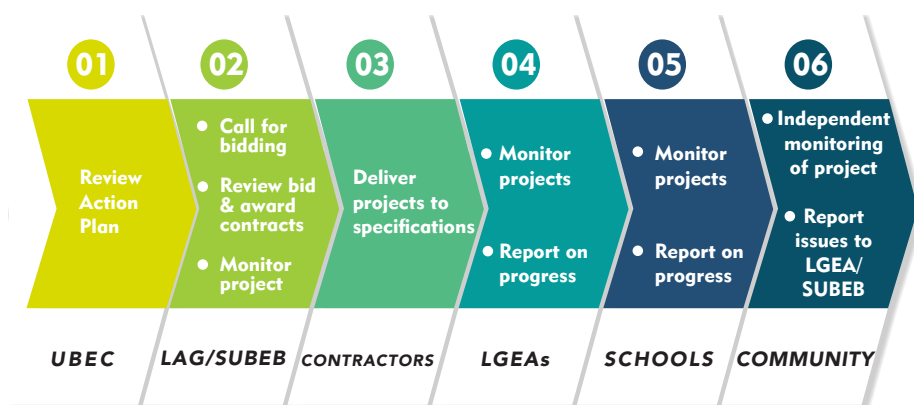 01
Review
Action
Plan
UBEC
02
Call for
bidding
Review bid
& award
contracts
Monitor
project
LAG/SUBEB
03
Deliver
projects to
specifications
CONTRACTORS
04
Monitor
projects
Report on
progress
LGEAs
05
Monitor
projects
Report on
progress
SCHOOLS
06
Independent
monitoring
of project
Report
issues to
LGEA/
SUBEB
COMMUNITY